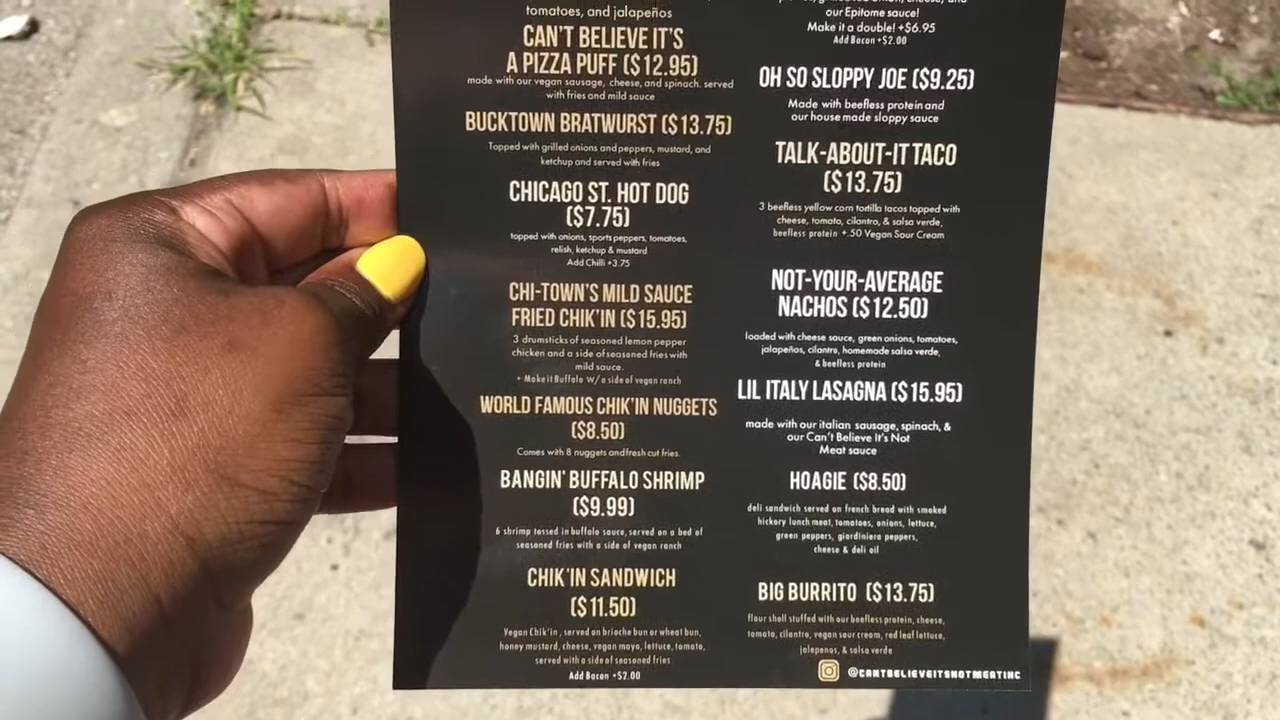 tomatoes, and jalapeños
CAN'T BELIEVE IT'S
A PIZZA PUFF ($12.95)
made with our vegan sausage, cheese, and spinach. served
with fries and mild sauce
BUCKTOWN BRATWURST ($13.75)
Topped with grilled onions and peppers, mustard, and
ketchup and served with fries
CHICAGO ST. HOT DOG
($7.75)
topped with onions, sports peppers, tomatoes,
relish, ketchup & mustard
Add Chilli +3.75
CHI-TOWN'S MILD SAUCE
FRIED CHIK'IN ($15.95)
3 drumsticks of seasoned lemon pepper
chicken and a side of seasoned fries with
mild sauce.
+ Make it Buffalo W/ a side of vegan ranch
WORLD FAMOUS CHIK'IN NUGGETS
($8.50)
Comes with 8 nuggets and fresh cut fries.
BANGIN' BUFFALO SHRIMP
($9.99)
6 shrimp tossed in buffalo sauce, served on a bed of
seasoned fries with a side of vegan ranch
CHIK'IN SANDWICH
($11.50)
Vegan Chik'in, served on brioche bun or wheat bun,
honey mustard, cheese, vegan mayo, lettuce, tomato,
served with a side of seasoned fries
Add Bacon +$2.00
onion, cheese, and
our Epitome sauce!
Make it a double! +$6.95
Add Bacon +$2.00
OH SO SLOPPY JOE ($9.25)
Made with beefless protein and
our house made sloppy sauce
TALK-ABOUT-IT TACO
($13.75)
3 beefless yellow corn tortilla tacos topped with
cheese, tomato, cilantro, & salsa verde,
beefless protein +.50 Vegan Sour Cream
NOT-YOUR-AVERAGE
NACHOS ($12.50)
loaded with cheese sauce, green onions, tomatoes,
jalapeños, cilantro, homemade salsa verde,
& beefless protein
LIL ITALY LASAGNA ($15.95)
made with our italian sausage, spinach, &
our Can't Believe It's Not
Meat sauce
HOAGIE ($8.50)
deli sandwich served on french bread with smoked
hickory lunch meat, tomatoes, onions, lettuce,
green peppers, giardiniera peppers,
cheese & deli oil
BIG BURRITO ($13.75)
flour shell stuffed with our beefless protein, cheese,
tomato, cilantro, vegan sour cream, red leaf lettuce,
jalepenos, & salsa verde
@CANTBELIEVEITSNOTMEATINC